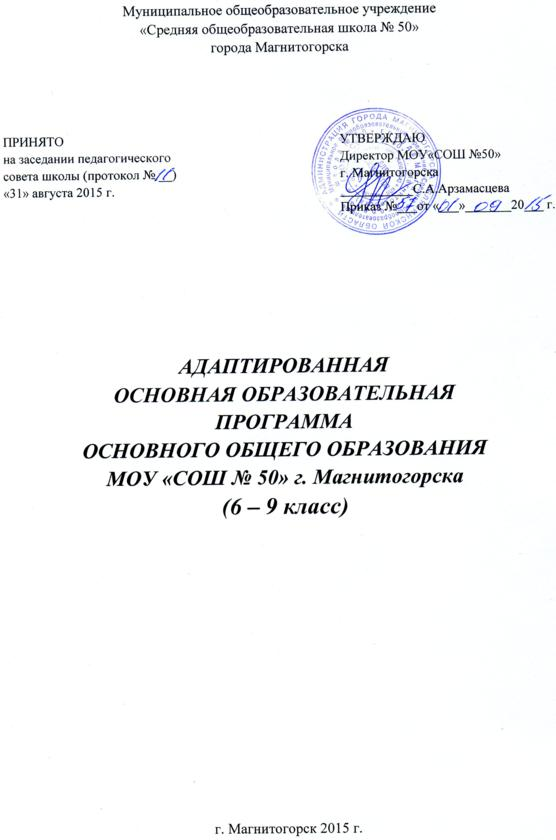 Муниципальное общеобразовательное учреждение
«Средняя общеобразовательная школа № 50»
города Магнитогорска
ПРИНЯТО
на заседании педагогического
совета школы (протокол №10)
«31» августа 2015 г.
УТВЕРЖДАЮ
Директор МОУ«СОШ №50»
г. Магнитогорска
С.А.Арзамасцева
Приказ №57 от «01» 09 2015 г.
АДАПТИРОВАННАЯ
ОСНОВНАЯ ОБРАЗОВАТЕЛЬНАЯ
ПРОГРАММА
ОСНОВНОГО ОБЩЕГО ОБРАЗОВАНИЯ
МОУ «СОШ № 50» г. Магнитогорска
(6 – 9 класс)
г. Магнитогорск 2015 г.